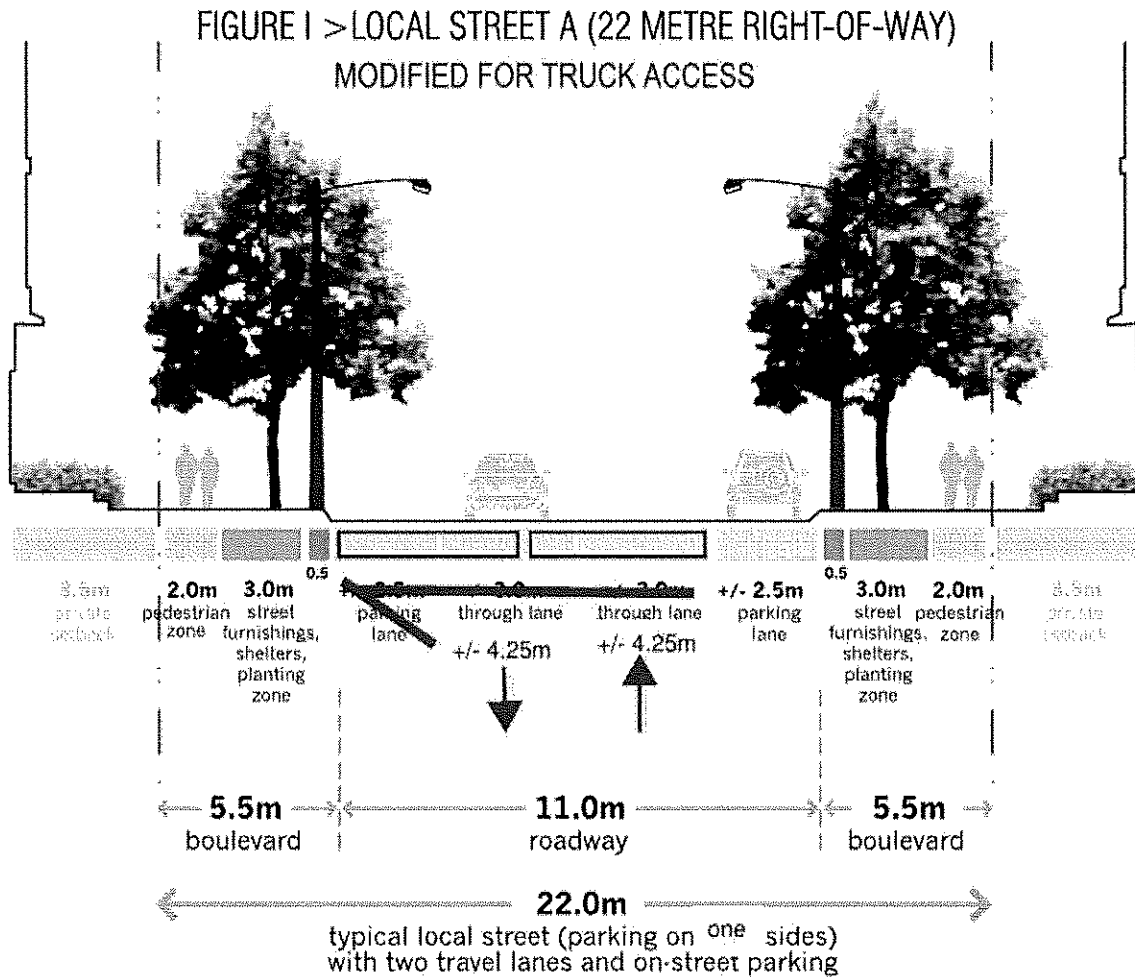 FIGURE I > LOCAL STREET A (22 METRE RIGHT-OF-WAY)
MODIFIED FOR TRUCK ACCESS
0.5
0.5
2.0m
pedestrian
zone
3.0m
street
furnishings,
shelters,
planting
zone
parking
lane
through lane
+/- 4.25m
through lane
+/- 4.25m
+/- 2.5m
parking
lane
3.0m
street
furnishings,
shelters,
planting
zone
2.0m
pedestrian
zone
5.5m
boulevard
11.0m
roadway
5.5m
boulevard
22.0m
typical local street (parking on one sides)
with two travel lanes and on-street parking